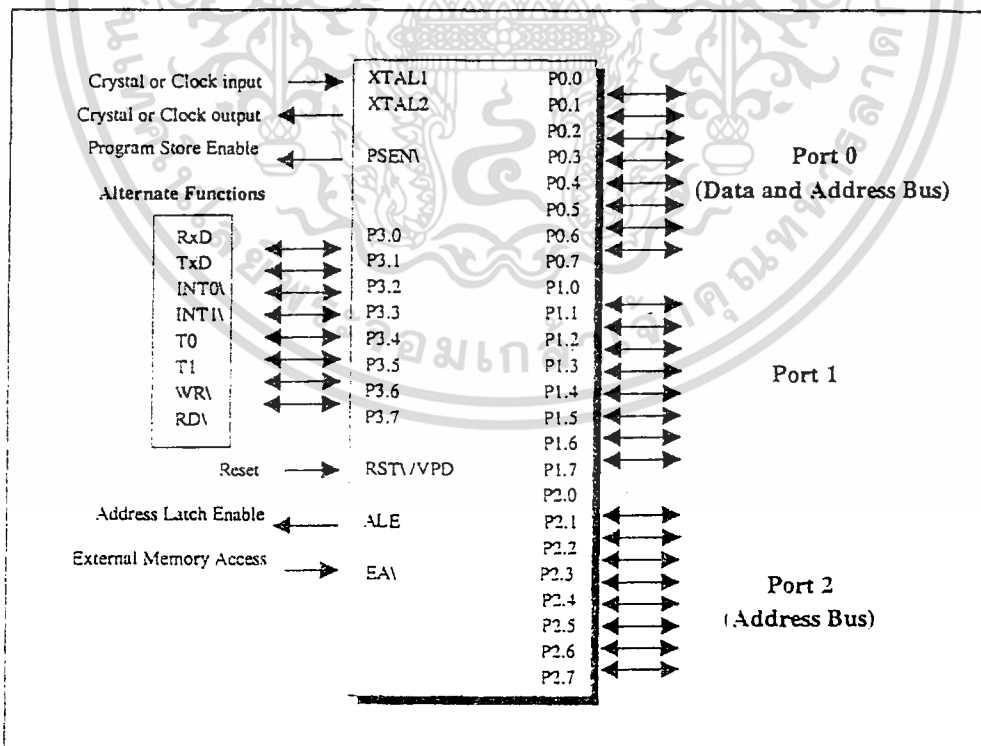 Crystal or Clock input
Crystal or Clock output
Program Store Enable
Alternate Functions
RxD
TxD
INT0\
INT1\
T0
T1
WR\
RD\
Reset
Address Latch Enable
External Memory Access
XTAL1
XTAL2
PSEN\
P3.0
P3.1
P3.2
P3.3
P3.4
P3.5
P3.6
P3.7
RST\/VPD
ALE
EA\
P0.0
P0.1
P0.2
P0.3
P0.4
P0.5
P0.6
P0.7
P1.0
P1.1
P1.2
P1.3
P1.4
P1.5
P1.6
P1.7
P2.0
P2.1
P2.2
P2.3
P2.4
P2.5
P2.6
P2.7
Port 0
(Data and Address Bus)
Port 1
Port 2
(Address Bus)